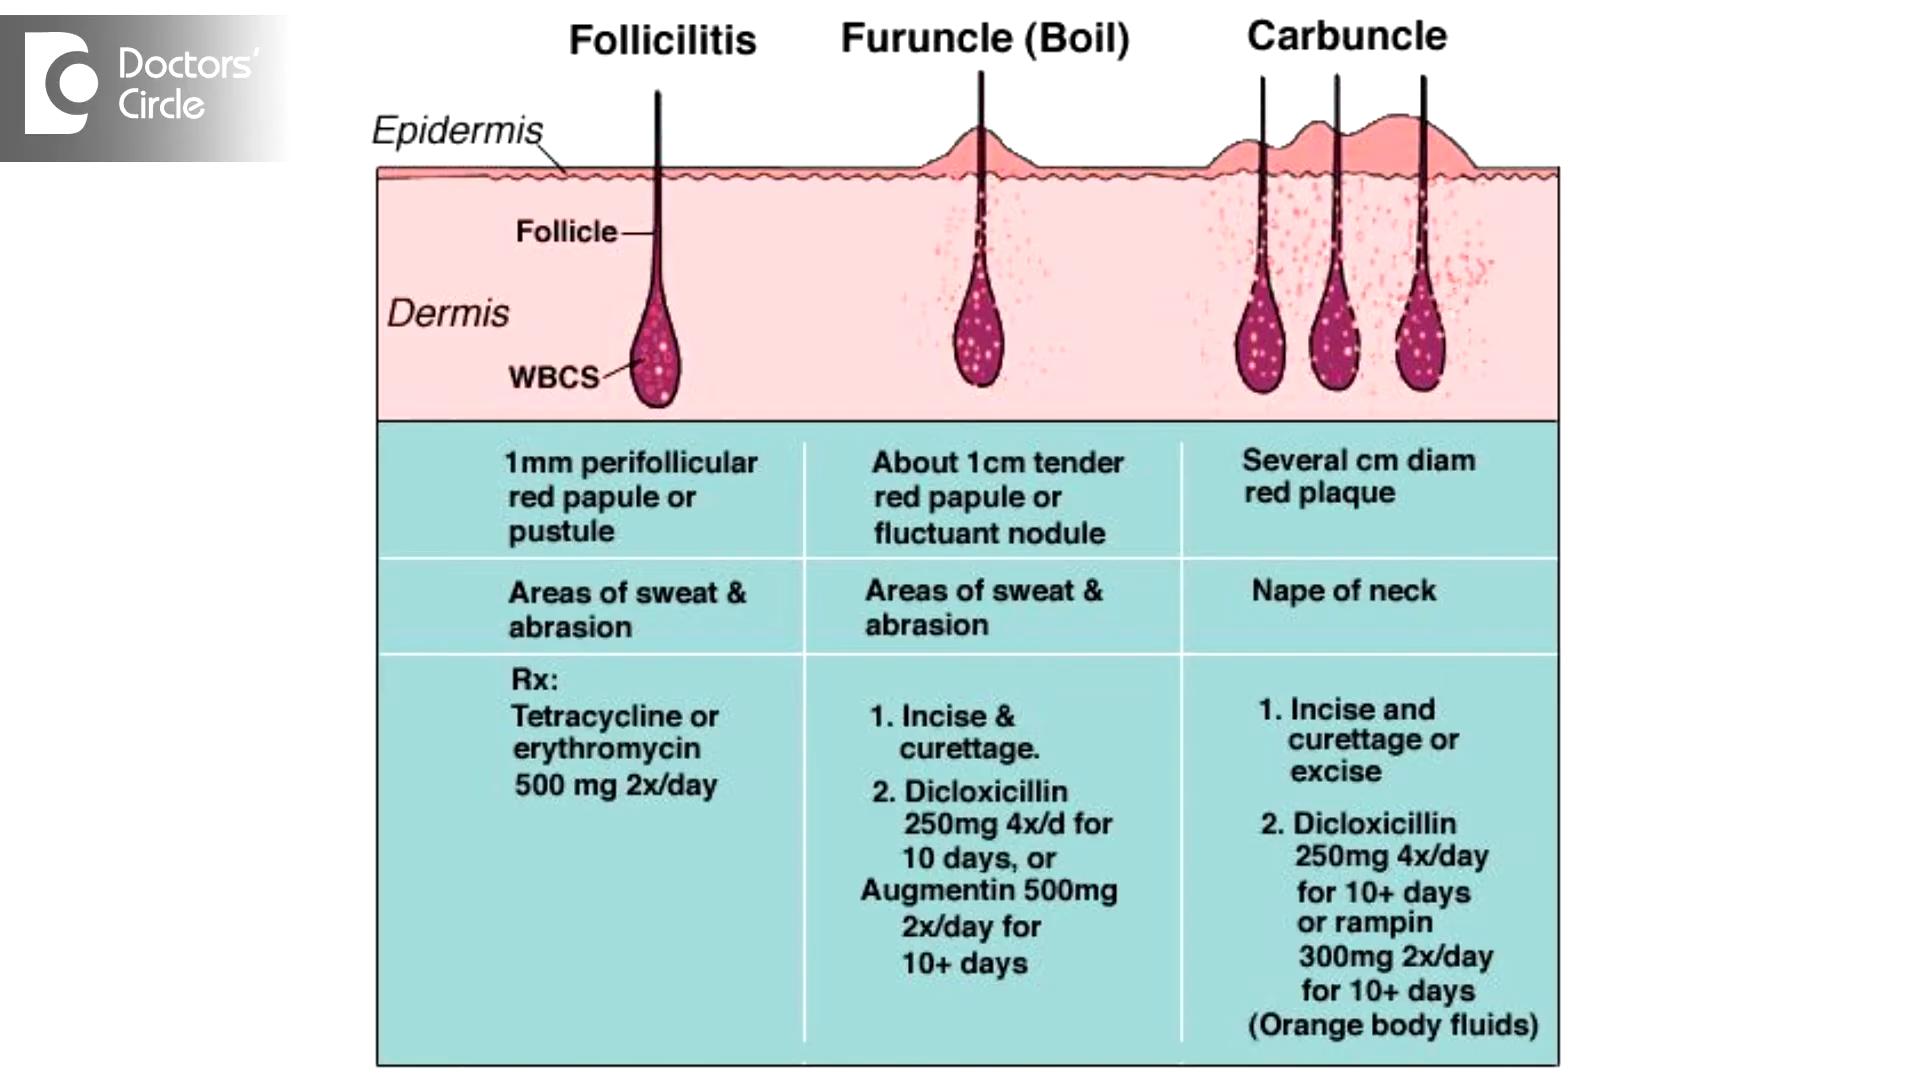 Doctors'
Circle
Follicilitis
Furuncle (Boil)
Carbuncle
Epidermis
Follicle
Dermis
WBCS
1mm perifollicular
red papule or
pustule
About 1cm tender
red papule or
fluctuant nodule
Several cm diam
red plaque
Areas of sweat &
abrasion
Areas of sweat &
abrasion
Nape of neck
Rx:
Tetracycline or
erythromycin
500 mg 2x/day
1. Incise &
curettage.
2. Dicloxicillin
250mg 4x/d for
10 days, or
Augmentin 500mg
2x/day for
10+ days
1. Incise and
curettage or
excise
2. Dicloxicillin
250mg 4x/day
for 10+ days
or rampin
300mg 2x/day
for 10+ days
(Orange body fluids)